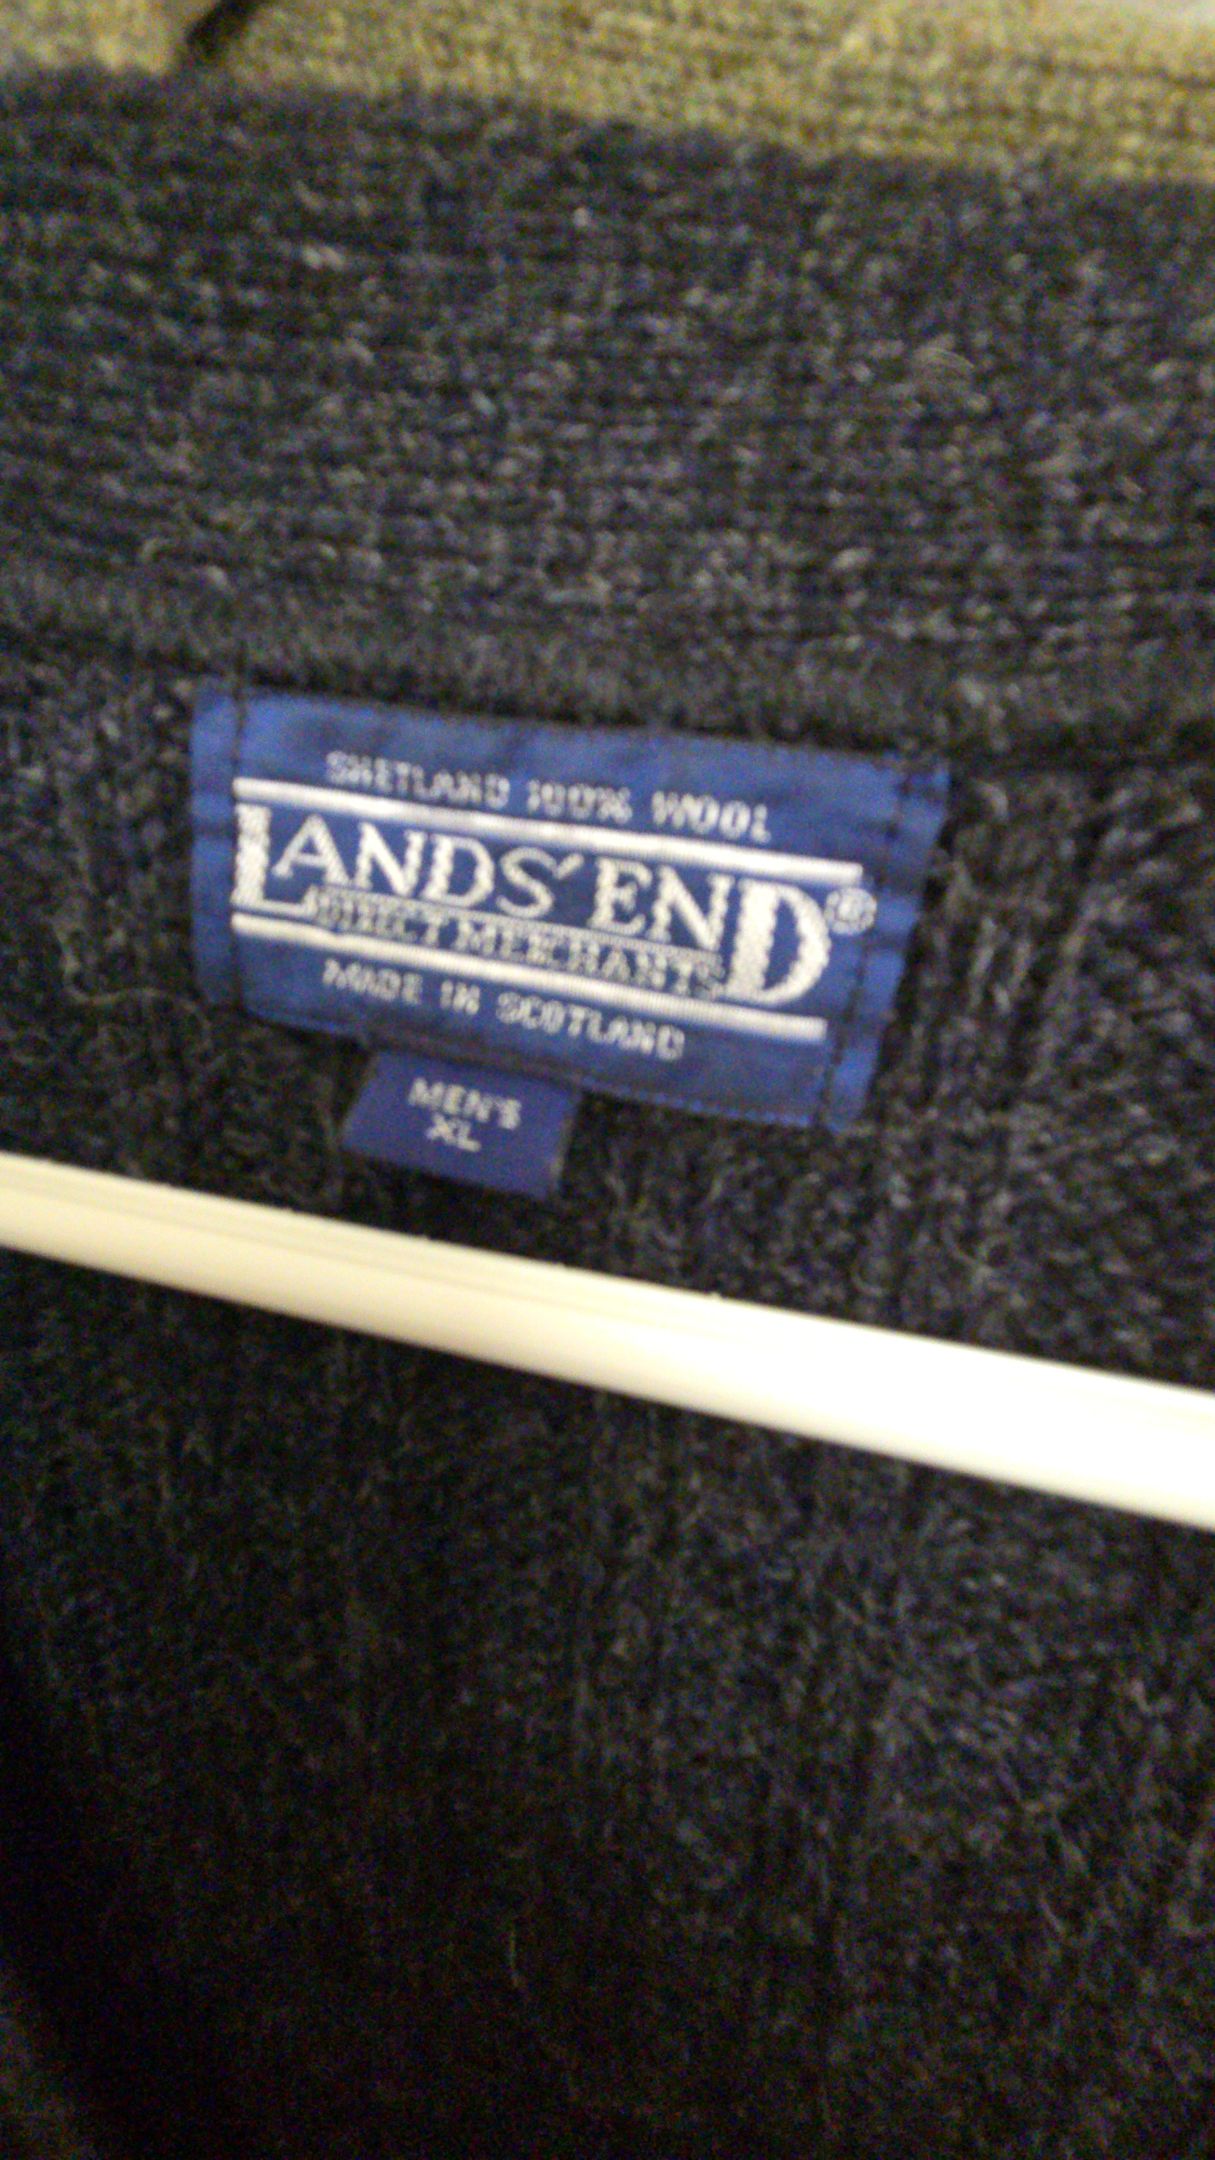 SHETLAND 100% WOOL
LANDS' END®
DIRECT MERCHANTS
MADE IN SCOTLAND
MEN'S
XL